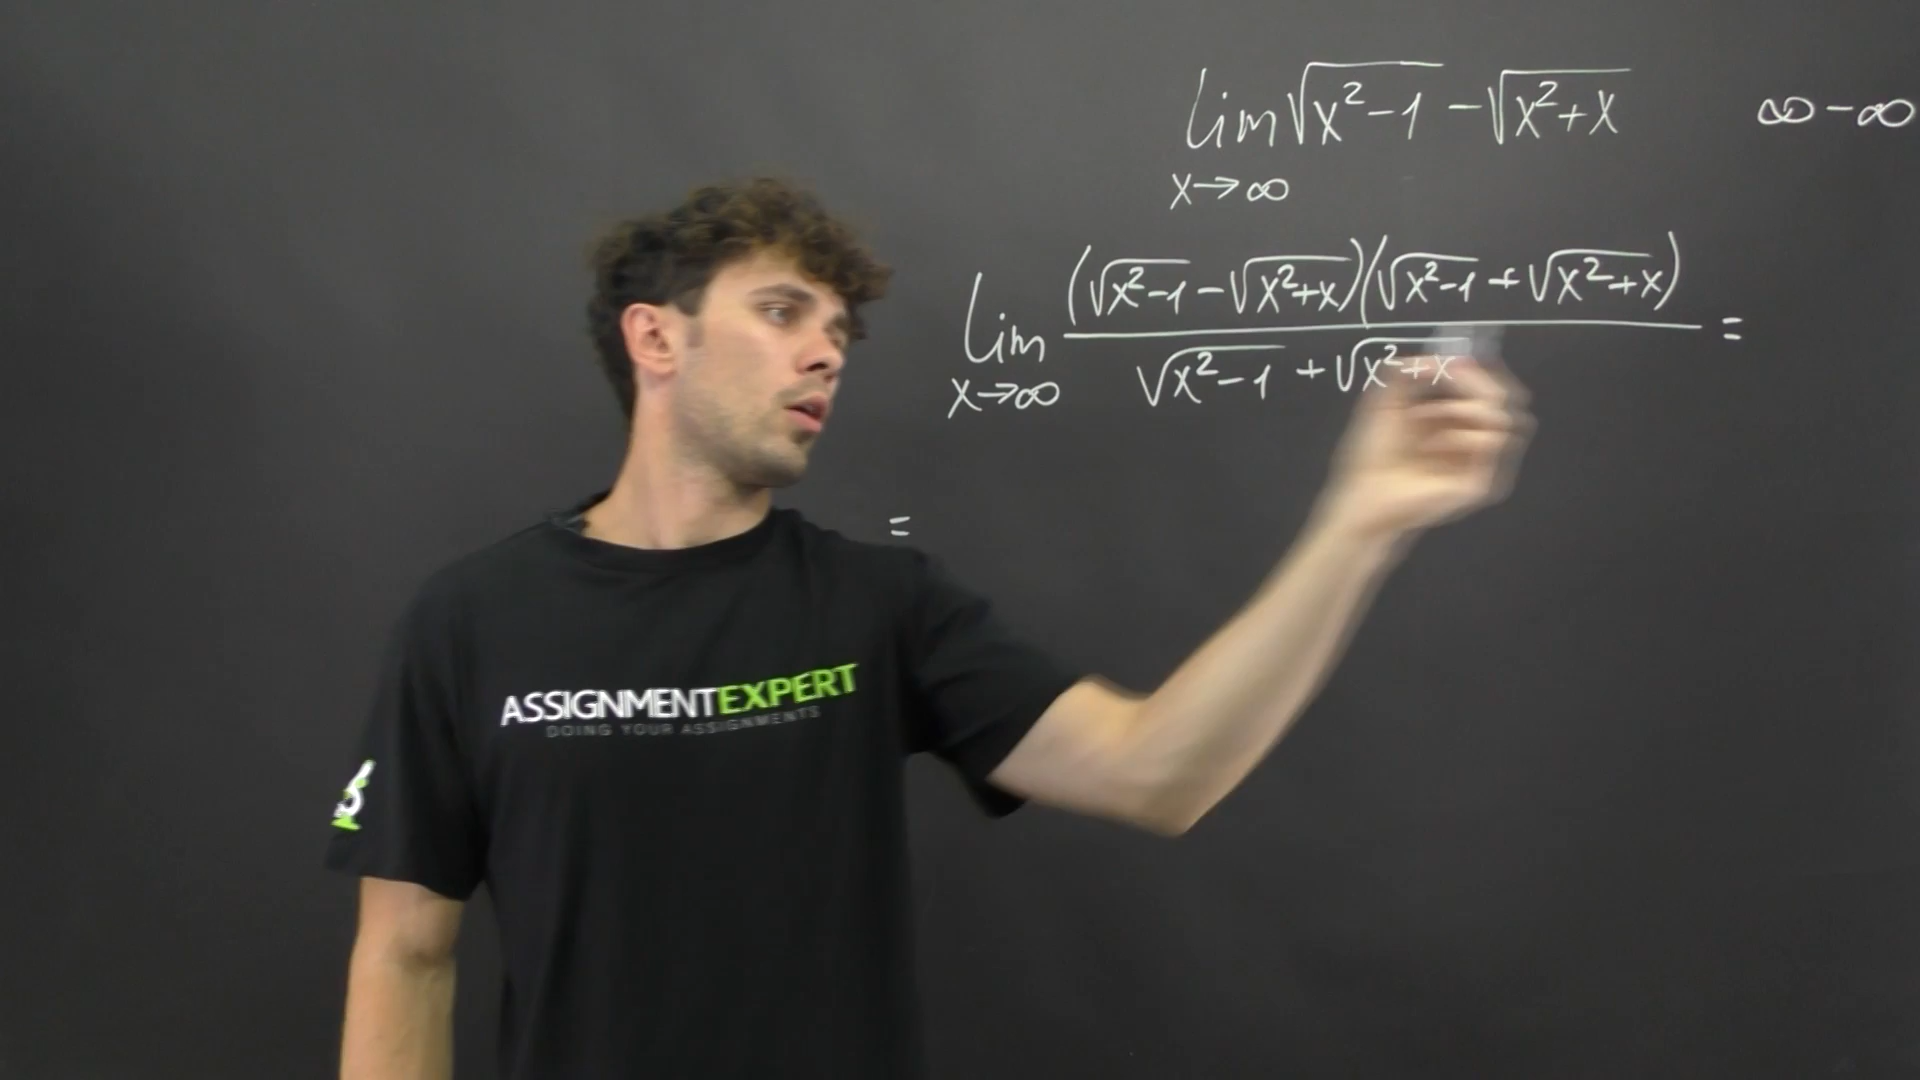 lim √(x²-1) - √(x²+x) ∞ - ∞
x→∞
lim (√(x²-1) - √(x²+x))(√(x²-1) + √(x²+x)) =
x→∞ √(x²-1) + √(x²+x)
=
ASSIGNMENTEXPERT
DOING YOUR ASSIGNMENTS